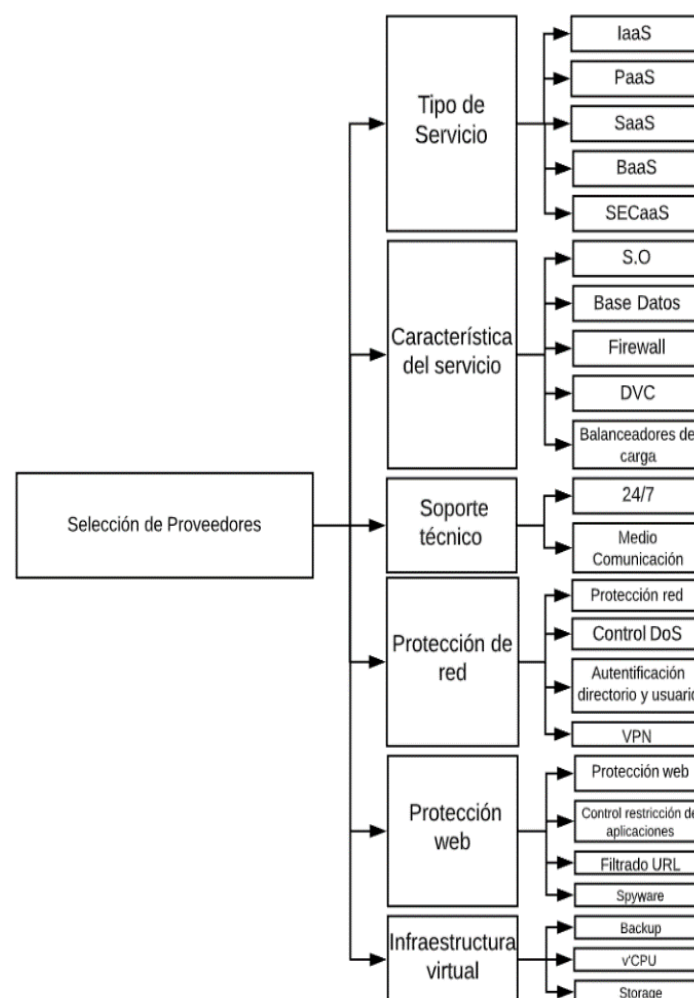 Selección de Proveedores
Tipo de
Servicio
IaaS
PaaS
SaaS
BaaS
SECaaS
Característica
del servicio
S.O
Base Datos
Firewall
DVC
Balanceadores de
carga
Soporte
técnico
24/7
Medio
Comunicación
Protección de
red
Protección red
Control DoS
Autentificación
directorio y usuario
VPN
Protección
web
Protección web
Control restricción de
aplicaciones
Filtrado URL
Spyware
Infraestructura
virtual
Backup
v'CPU
Storage